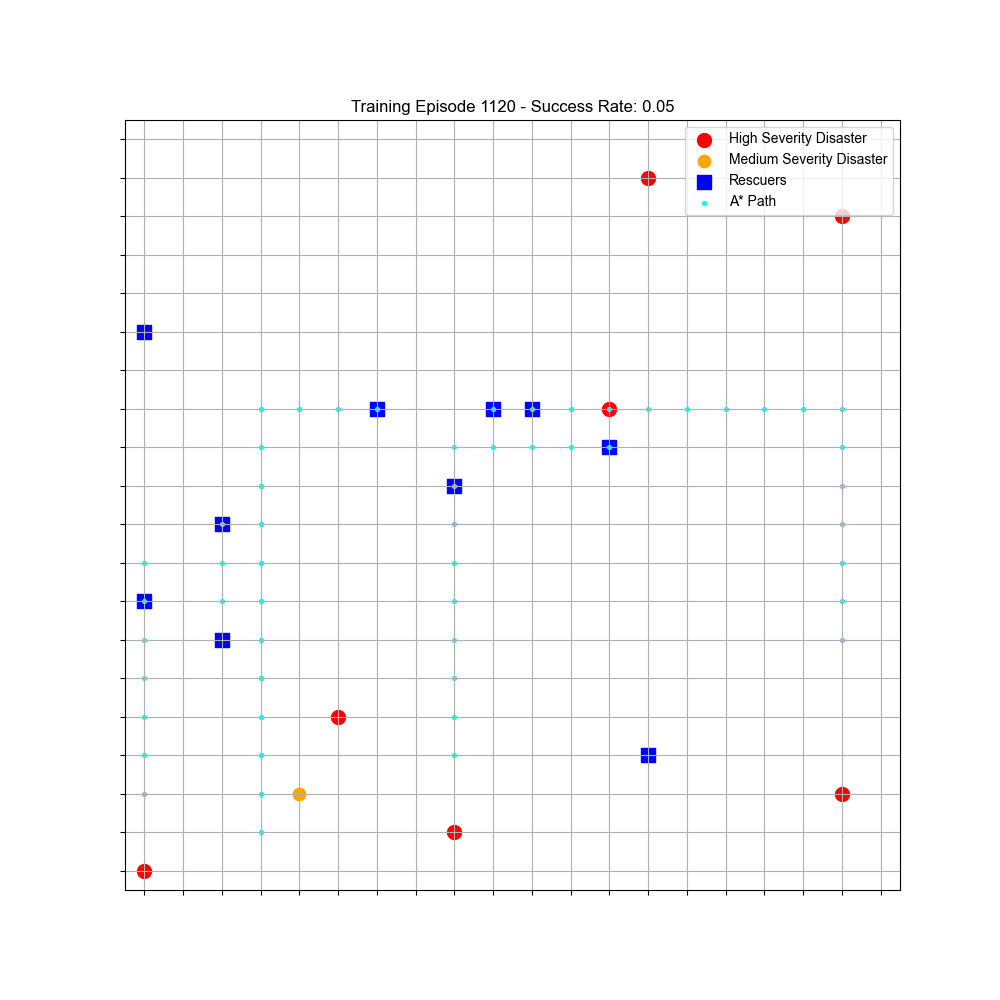 Training Episode 1120 - Success Rate: 0.05
High Severity Disaster
Medium Severity Disaster
Rescuers
A* Path